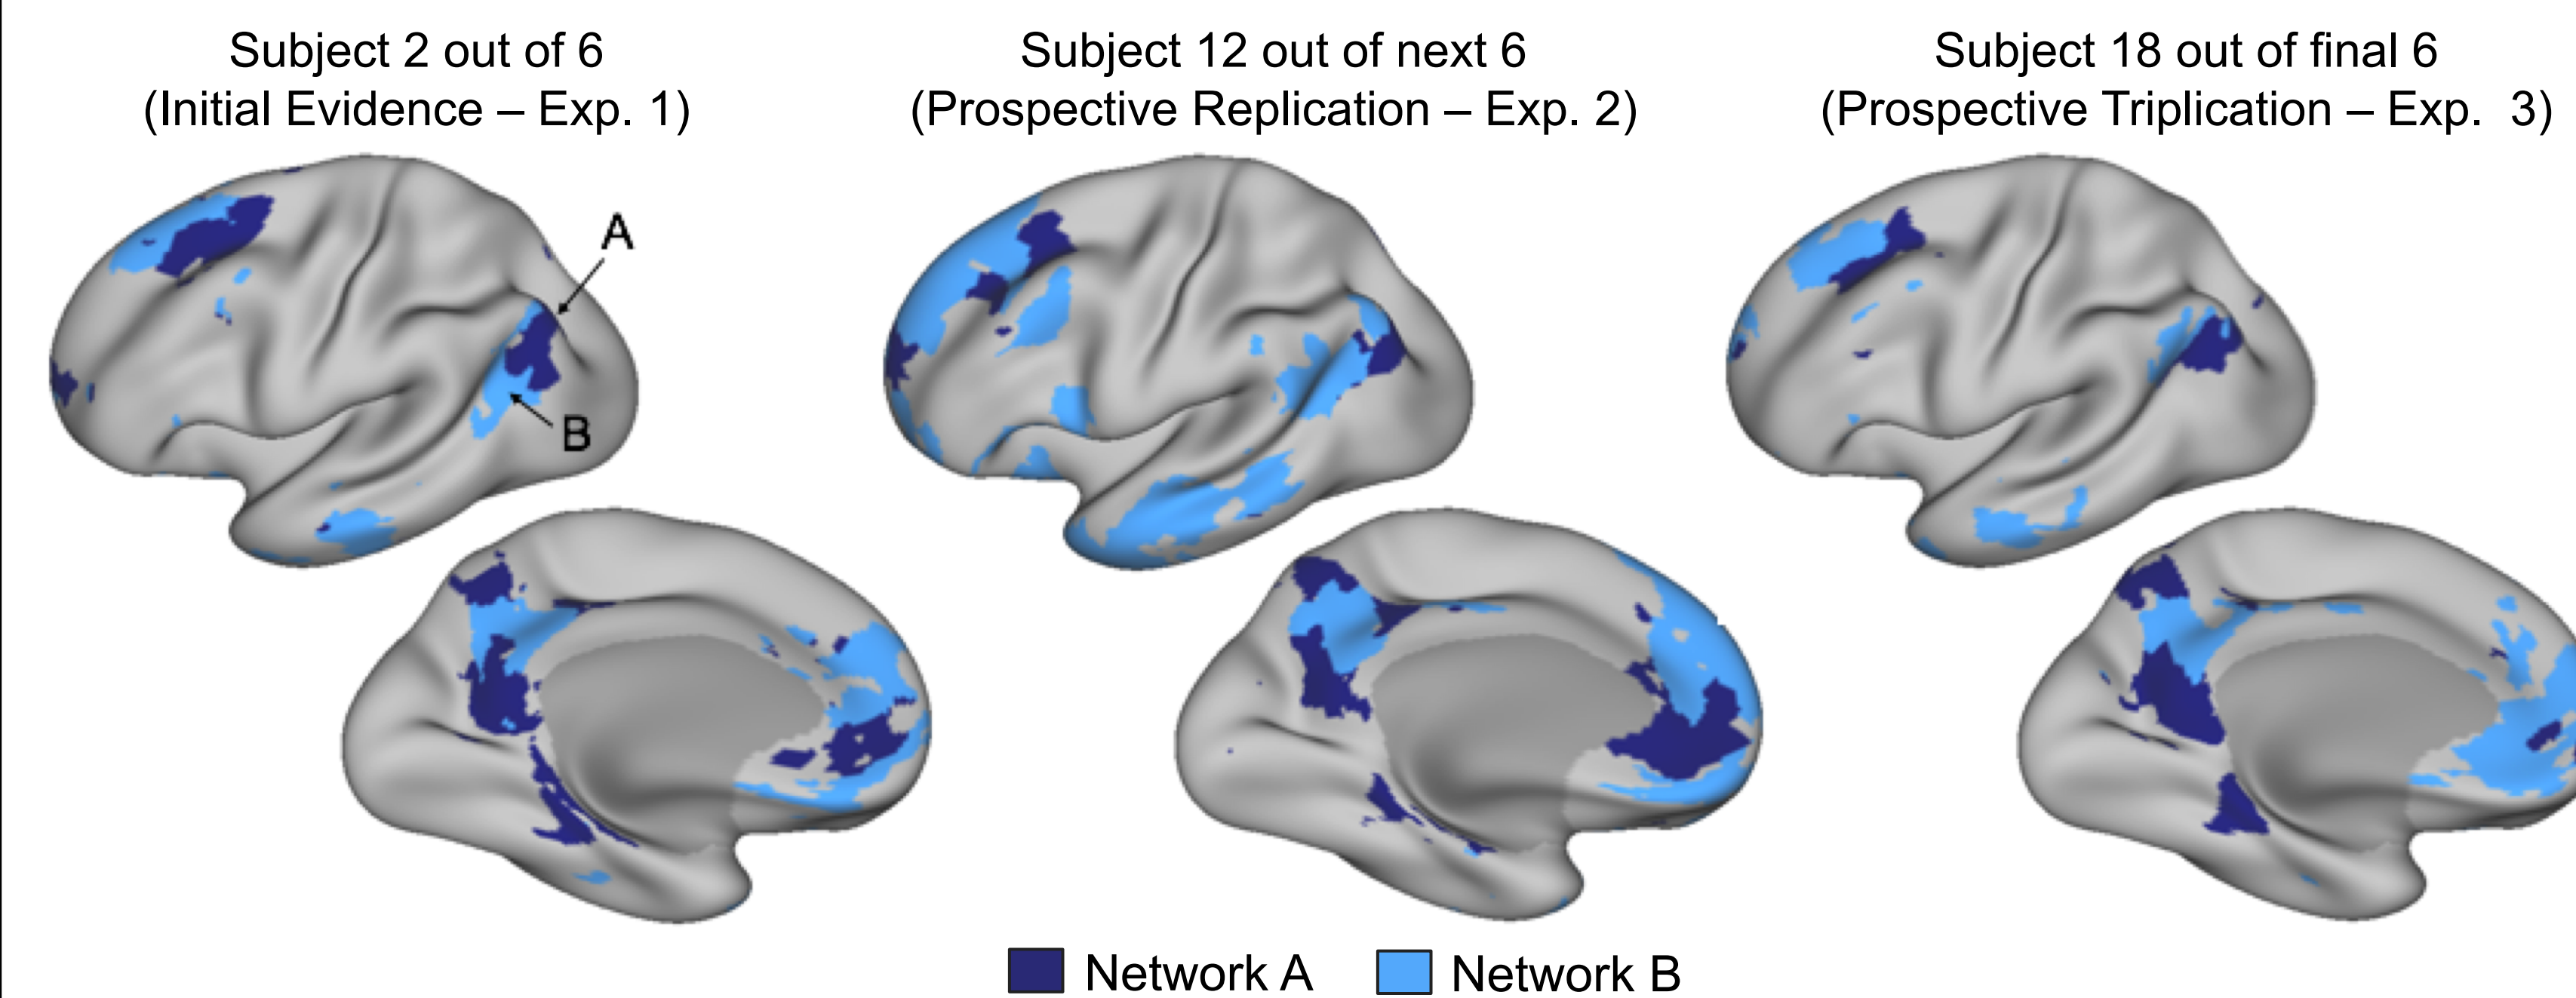 Subject 2 out of 6
(Initial Evidence – Exp. 1)
Subject 12 out of next 6
(Prospective Replication – Exp. 2)
Subject 18 out of final 6
(Prospective Triplication – Exp.  3)
A
B
Network A
Network B